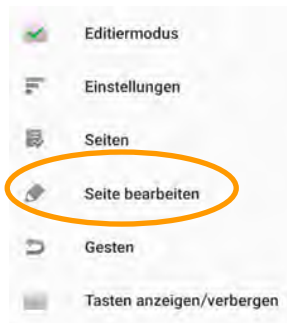 Editiermodus
Einstellungen
Seiten
Seite bearbeiten
Gesten
Tasten anzeigen/verbergen